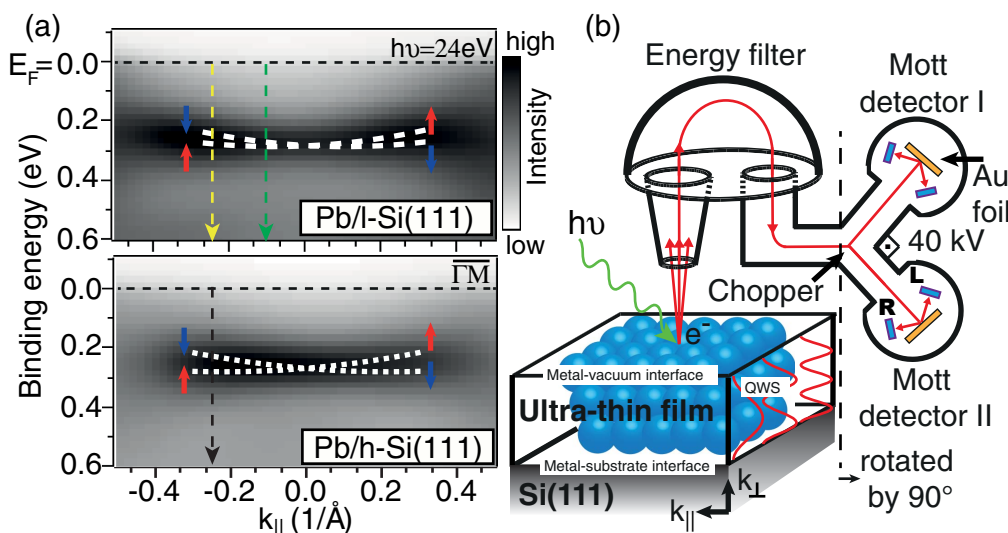 (a)
hυ=24eV
high
E_F=0.0
0.2
0.4
0.6
Pb/l-Si(111)
Intensity
low
Binding energy (eV)
ΓM
0.0
0.2
0.4
0.6
Pb/h-Si(111)
-0.4
-0.2
0.0
0.2
0.4
k|| (1/Å)
(b)
Energy filter
Mott
detector I
Au
foil
40 kV
hυ
Chopper
L
R
e-
Mott
detector II
Metal-vacuum interface
QWS
Ultra-thin film
Metal-substrate interface
Si(111)
k⊥
k||
rotated
by 90°